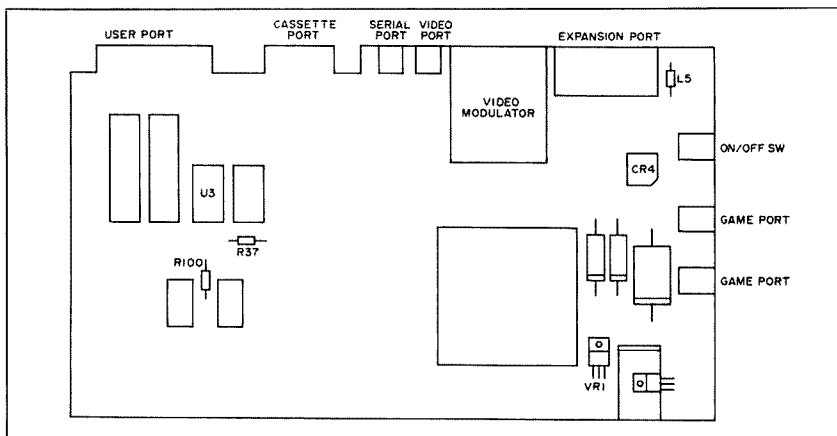 USER PORT
CASSETTE
PORT
SERIAL
PORT
VIDEO
PORT
EXPANSION PORT
L5
VIDEO
MODULATOR
ON/OFF SW
CR4
U3
GAME PORT
R37
R100
GAME PORT
VR1